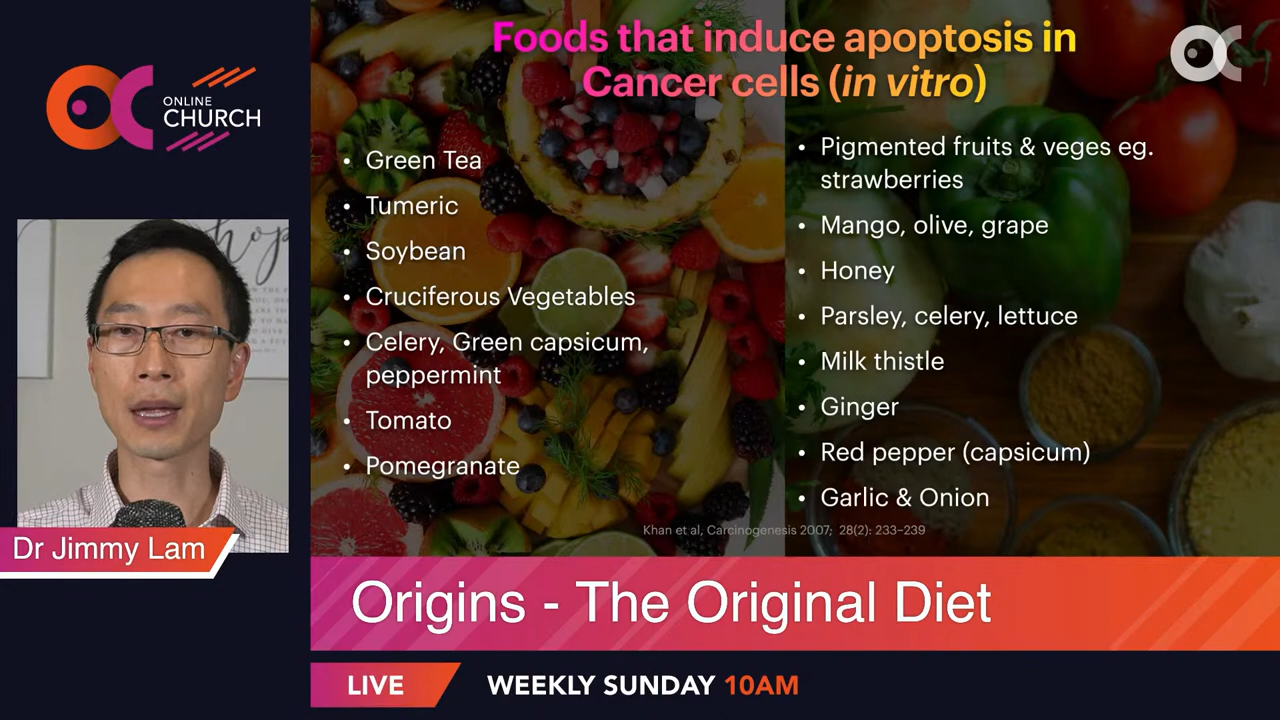 ONLINE
CHURCH
Dr Jimmy Lam
Foods that induce apoptosis in
Cancer cells (in vitro)
• Green Tea
• Tumeric
• Soybean
• Cruciferous Vegetables
• Celery, Green capsicum,
peppermint
• Tomato
• Pomegranate
• Pigmented fruits & veges eg.
strawberries
• Mango, olive, grape
• Honey
• Parsley, celery, lettuce
• Milk thistle
• Ginger
• Red pepper (capsicum)
• Garlic & Onion
Khan et al, Carcinogenesis 2007; 28(2): 233-239
Origins - The Original Diet
LIVE
WEEKLY SUNDAY 10AM